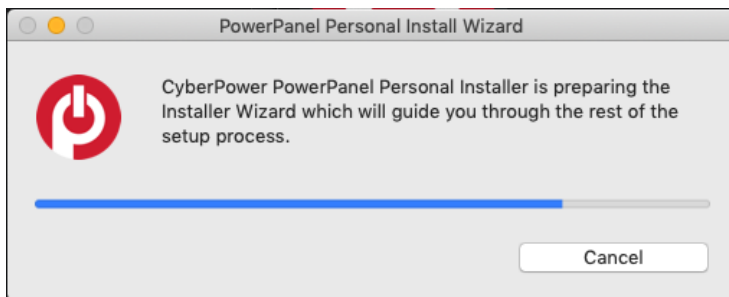 PowerPanel Personal Install Wizard
CyberPower PowerPanel Personal Installer is preparing the
Installer Wizard which will guide you through the rest of the
setup process.
Cancel